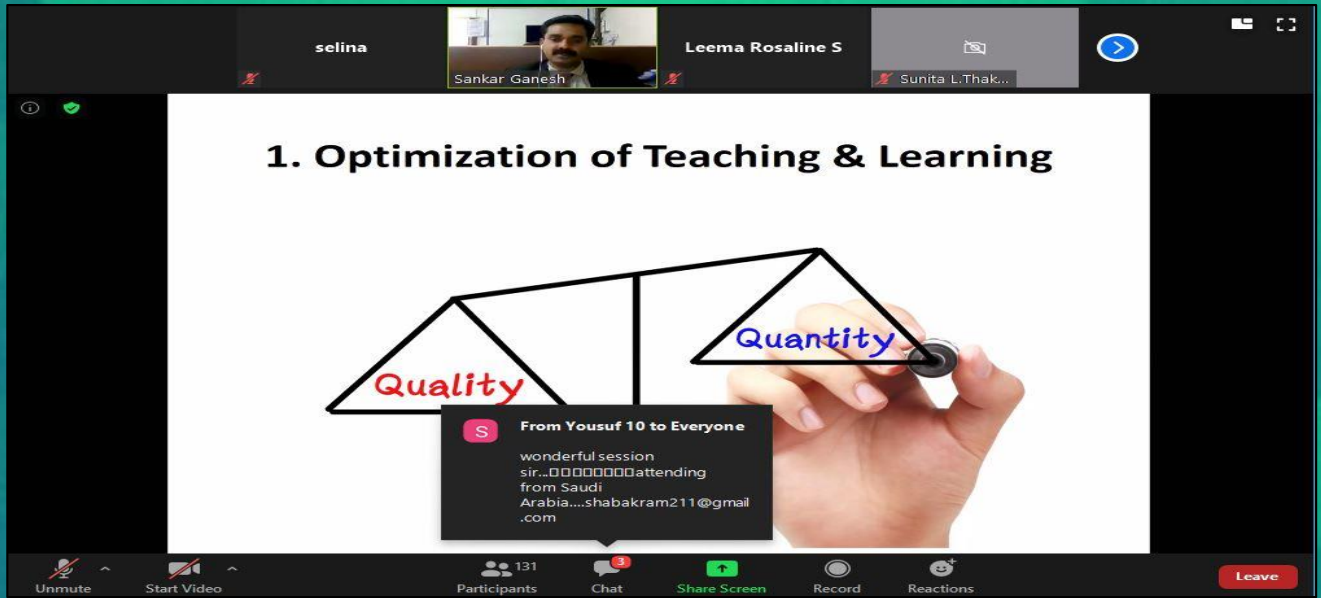 selina
Sankar Ganesh
Leema Rosaline S
Sunita L.Thak...
1. Optimization of Teaching & Learning
Quality
Quantity
S
From Yousuf 10 to Everyone
wonderful session
sir...▯▯▯▯▯▯▯▯attending
from Saudi
Arabia....shabakram211@gmail
.com
Unmute
Start Video
131
Participants
3
Chat
Share Screen
Record
Reactions
Leave